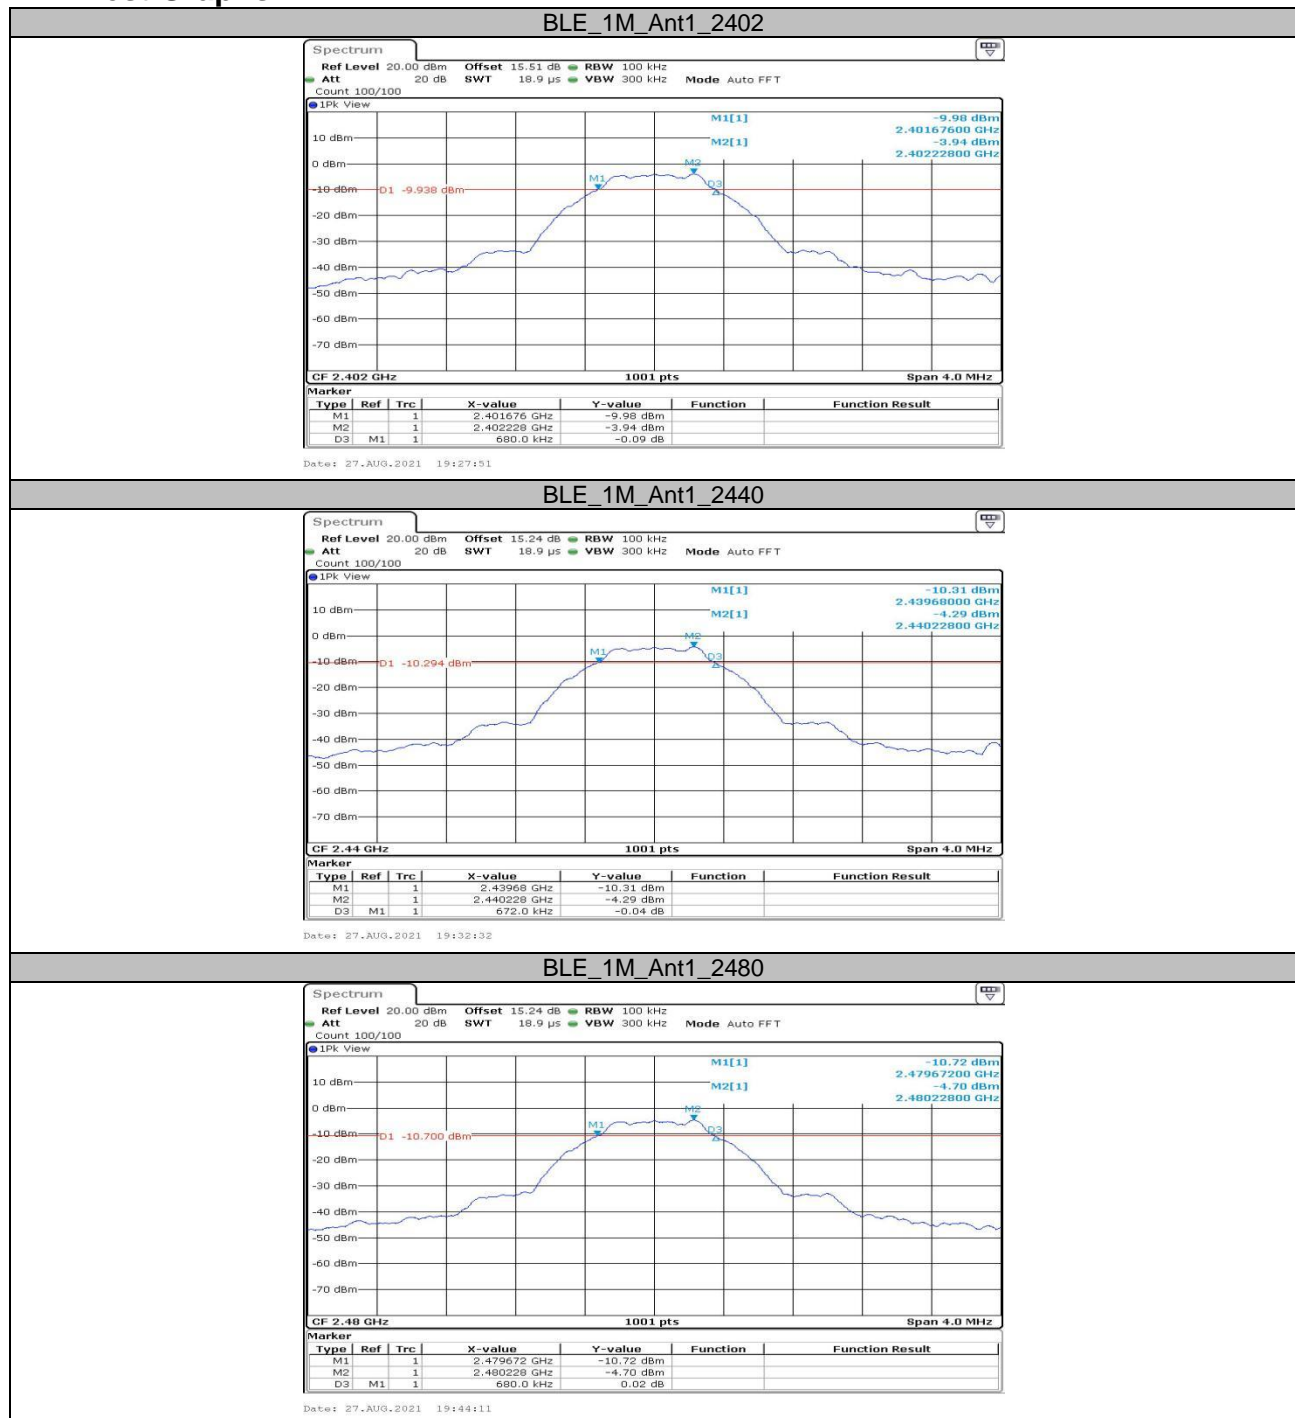 BLE_1M_Ant1_2402
Spectrum
Ref Level 20.00 dBm Offset 15.51 dB RBW 100 kHz
Att 20 dB SWT 18.9 µs VBW 300 kHz Mode Auto FFT
Count 100/100
1Pk View
M1[1] -9.98 dBm
2.40167600 GHz
M2[1] -3.94 dBm
2.40222800 GHz
10 dBm
0 dBm
M2
M1
D3
-10 dBm
D1 -9.938 dBm
-20 dBm
-30 dBm
-40 dBm
-50 dBm
-60 dBm
-70 dBm
CF 2.402 GHz 1001 pts Span 4.0 MHz
Marker
Type Ref Trc X-value Y-value Function Function Result
M1 1 2.401676 GHz -9.98 dBm
M2 1 2.402228 GHz -3.94 dBm
D3 M1 1 680.0 kHz -0.09 dB
Date: 27.AUG.2021 19:27:51
BLE_1M_Ant1_2440
Spectrum
Ref Level 20.00 dBm Offset 15.24 dB RBW 100 kHz
Att 20 dB SWT 18.9 µs VBW 300 kHz Mode Auto FFT
Count 100/100
1Pk View
M1[1] -10.31 dBm
2.43968000 GHz
M2[1] -4.29 dBm
2.44022800 GHz
10 dBm
0 dBm
M2
M1
D3
-10 dBm
D1 -10.294 dBm
-20 dBm
-30 dBm
-40 dBm
-50 dBm
-60 dBm
-70 dBm
CF 2.44 GHz 1001 pts Span 4.0 MHz
Marker
Type Ref Trc X-value Y-value Function Function Result
M1 1 2.43968 GHz -10.31 dBm
M2 1 2.440228 GHz -4.29 dBm
D3 M1 1 672.0 kHz -0.04 dB
Date: 27.AUG.2021 19:32:32
BLE_1M_Ant1_2480
Spectrum
Ref Level 20.00 dBm Offset 15.24 dB RBW 100 kHz
Att 20 dB SWT 18.9 µs VBW 300 kHz Mode Auto FFT
Count 100/100
1Pk View
M1[1] -10.72 dBm
2.47967200 GHz
M2[1] -4.70 dBm
2.48022800 GHz
10 dBm
0 dBm
M2
M1
D3
-10 dBm
D1 -10.700 dBm
-20 dBm
-30 dBm
-40 dBm
-50 dBm
-60 dBm
-70 dBm
CF 2.48 GHz 1001 pts Span 4.0 MHz
Marker
Type Ref Trc X-value Y-value Function Function Result
M1 1 2.479672 GHz -10.72 dBm
M2 1 2.480228 GHz -4.70 dBm
D3 M1 1 680.0 kHz 0.02 dB
Date: 27.AUG.2021 19:44:11